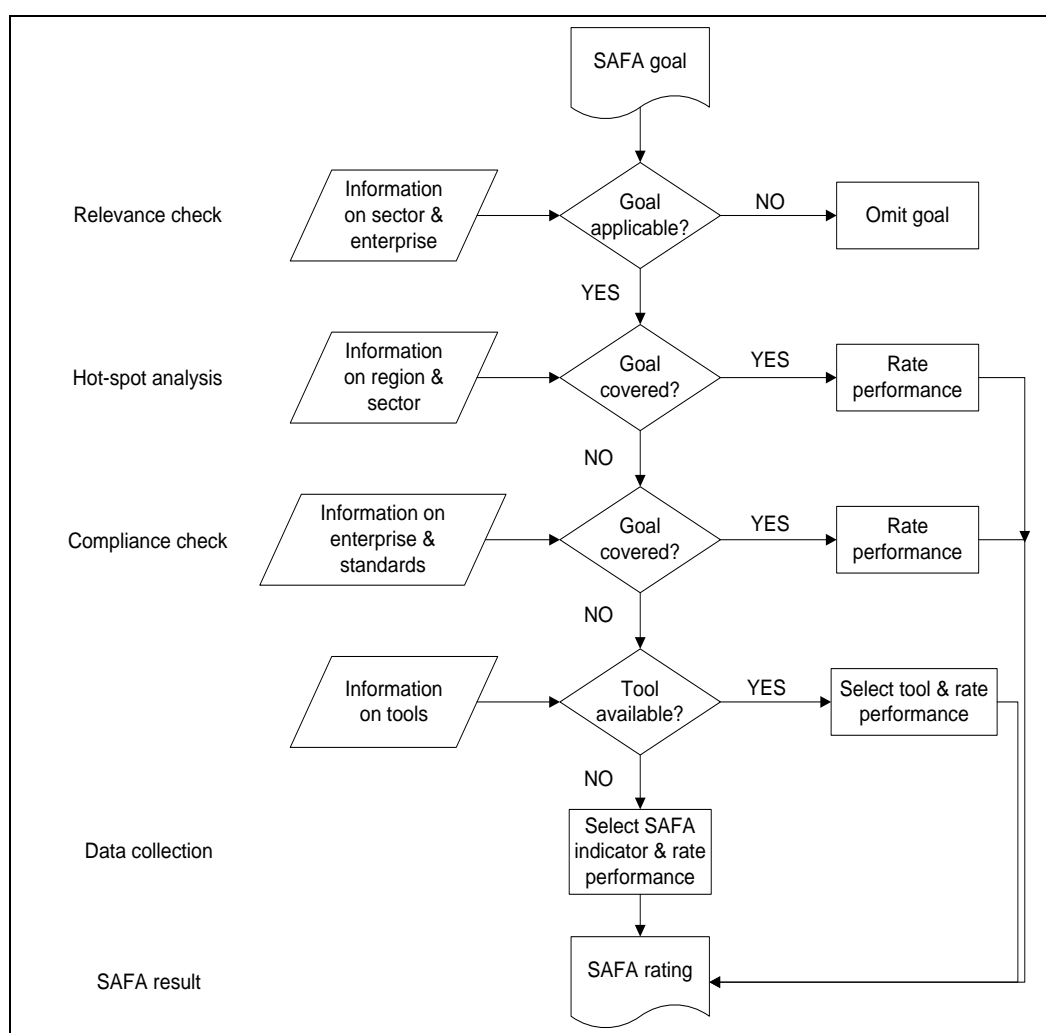 SAFA goal
Relevance check
Information
on sector &
enterprise
Goal
applicable?
NO
Omit goal
YES
Hot-spot analysis
Information
on region &
sector
Goal
covered?
YES
Rate
performance
NO
Compliance check
Information on
enterprise &
standards
Goal
covered?
YES
Rate
performance
NO
Information
on tools
Tool
available?
YES
Select tool & rate
performance
NO
Data collection
Select SAFA
indicator & rate
performance
SAFA result
SAFA rating